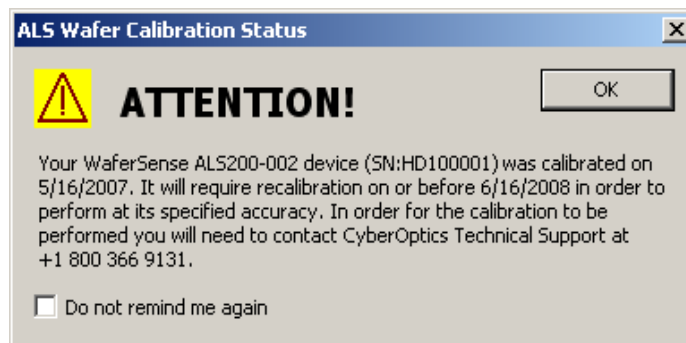 ALS Wafer Calibration Status
ATTENTION!
OK
Your WaferSense ALS200-002 device (SN:HD100001) was calibrated on
5/16/2007. It will require recalibration on or before 6/16/2008 in order to
perform at its specified accuracy. In order for the calibration to be
performed you will need to contact CyberOptics Technical Support at
+1 800 366 9131.
Do not remind me again